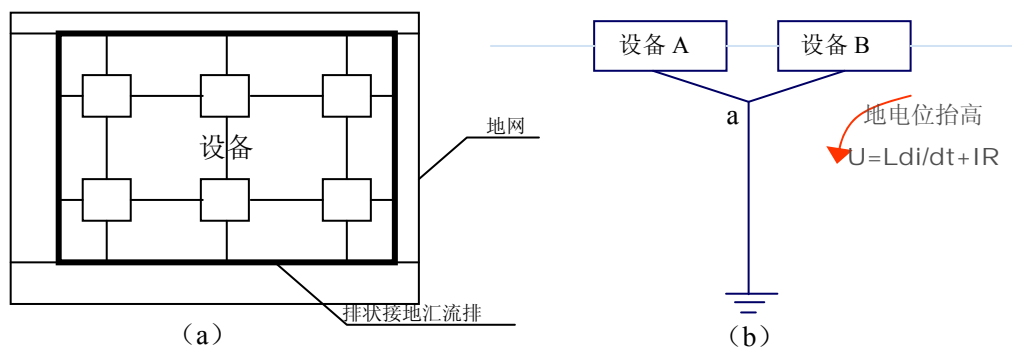 设备
地网
排状接地汇流排
（a）
设备 A
设备 B
a
地电位抬高
U=Ldi/dt+IR
（b）